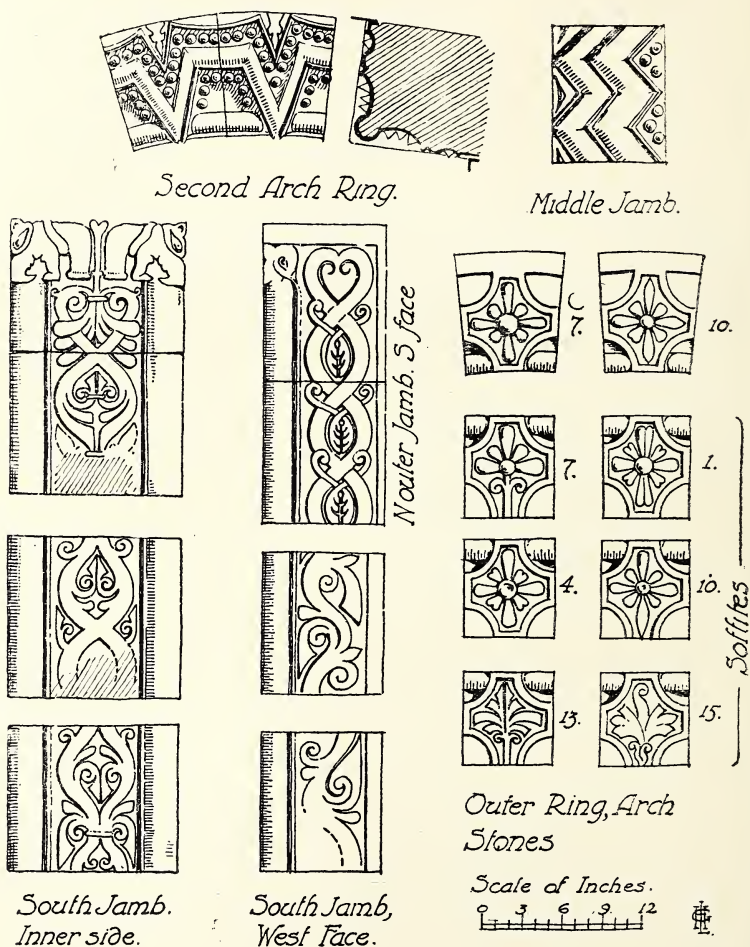 Second Arch Ring.
Middle Jamb.
N outer Jamb. S face
7.
10.
7.
1.
4.
10.
13.
15.
Soffites
Outer Ring, Arch
Stones
South Jamb.
Inner side.
South Jamb,
West Face.
Scale of Inches.
0 3 6 9 12